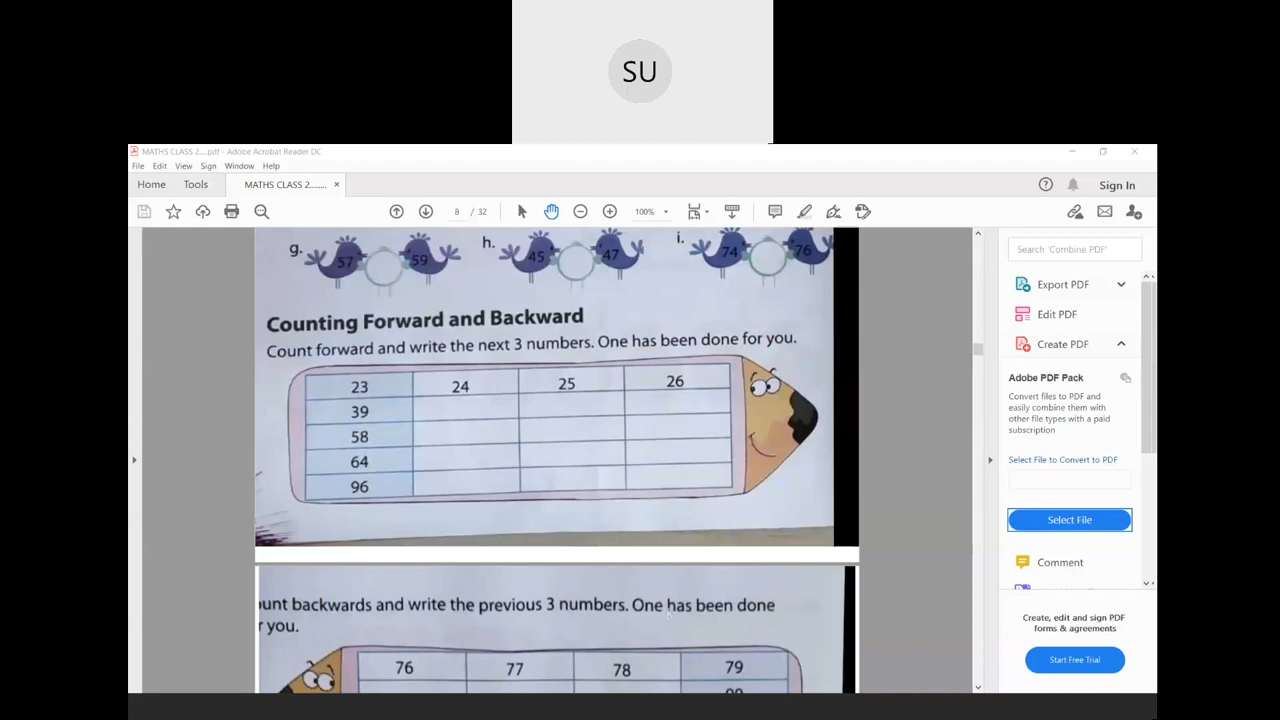 SU
MATHS CLASS 2....pdf - Adobe Acrobat Reader DC
File Edit View Sign Window Help
Home Tools MATHS CLASS 2....... × Sign In
8 / 32 100%
g. 57 59 h. 45 47 i. 74 76
Counting Forward and Backward
Count forward and write the next 3 numbers. One has been done for you.
23 24 25 26
39
58
64
96
unt backwards and write the previous 3 numbers. One has been done
r you.
76 77 78 79
Search 'Combine PDF'
Export PDF
Edit PDF
Create PDF
Adobe PDF Pack
Convert files to PDF and
easily combine them with
other file types with a paid
subscription
Select File to Convert to PDF
Select File
Comment
Create, edit and sign PDF
forms & agreements
Start Free Trial